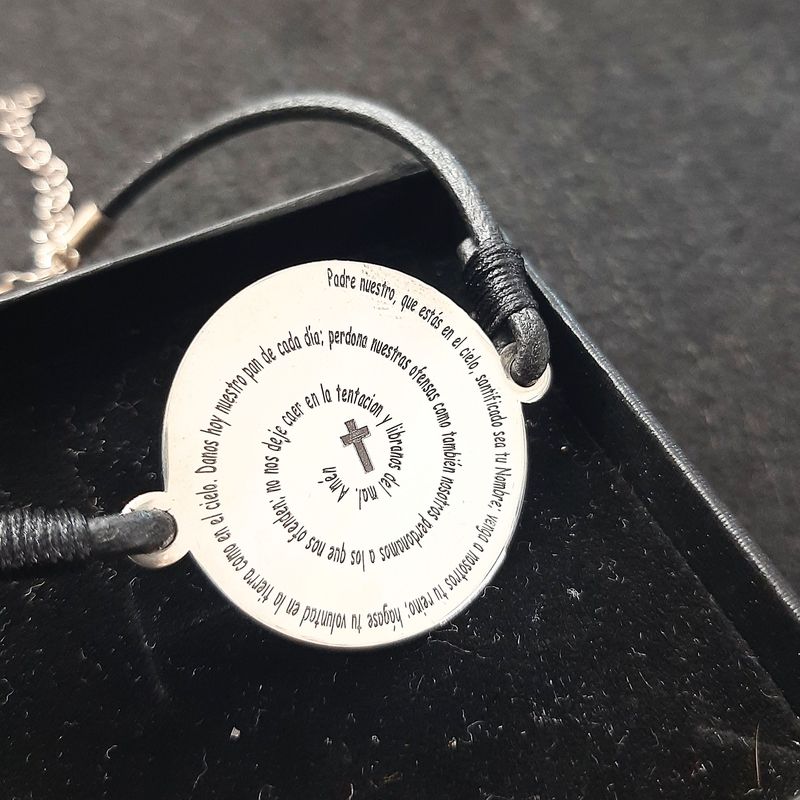 Padre nuestro, que estás en el cielo, santificado sea tu Nombre; venga a nosotros tu reino; hágase tu voluntad en la tierra como en el cielo. Danos hoy nuestro pan de cada día; perdona nuestras ofensas como también nosotros perdonamos a los que nos ofenden; no nos deje caer en la tentacion y libranos del mal. Amén